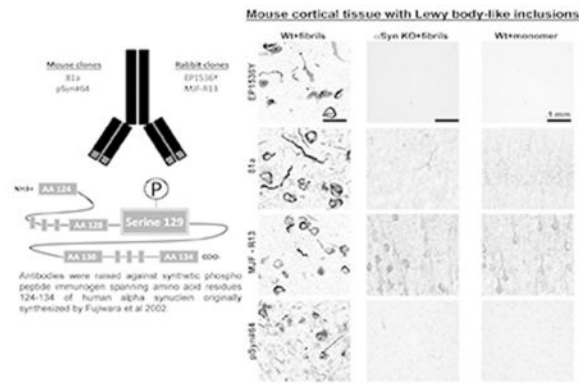 Mouse cortical tissue with Lewy body-like inclusions
Wt+fibrils
αSyn KO+fibrils
Wt+monomer
Mouse clones
81a
pSyn#64
Rabbit clones
EP1536Y
MJF-R13
EP1536Y
1 mm
81a
MJF - R13
pSyn#64
P
NH3+
AA 124
AA 128
Serine 129
AA 130
AA 134
COO-
Antibodies were raised against synthetic phospho
peptide immunogen spanning amino acid residues
124-134 of human alpha synuclein originally
synthesized by Fujiwara et al 2002